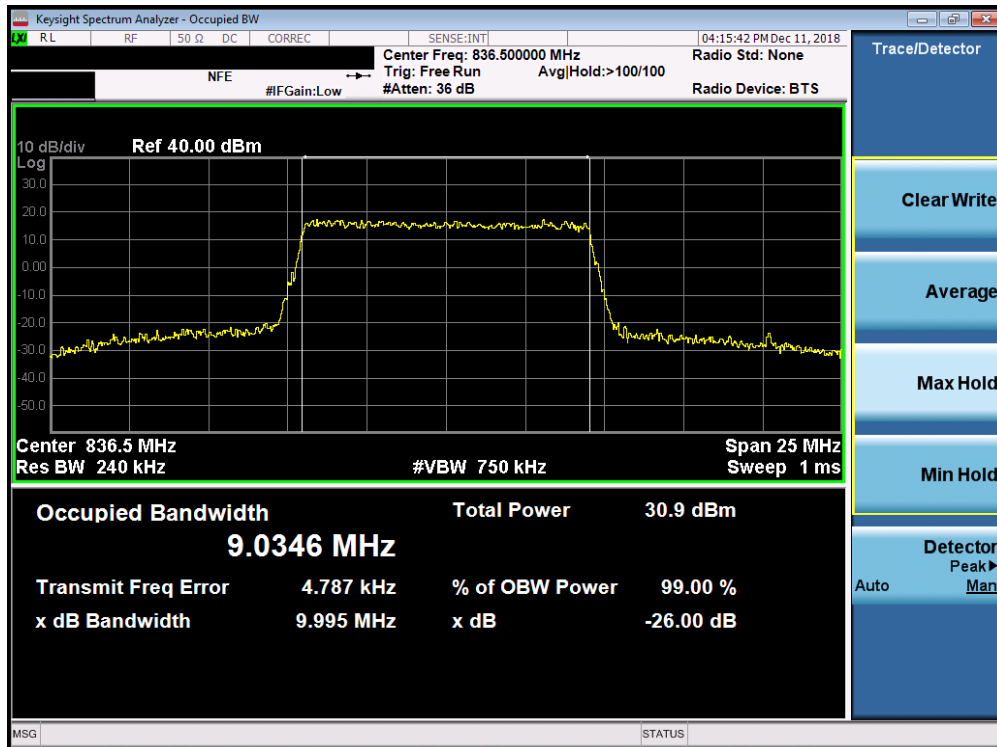 Keysight Spectrum Analyzer - Occupied BW
LXI RL RF 50 Ω DC CORREC SENSE:INT 04:15:42 PM Dec 11, 2018
Center Freq: 836.500000 MHz Radio Std: None
NFE Trig: Free Run Avg|Hold:>100/100
#IFGain:Low #Atten: 36 dB Radio Device: BTS
Trace/Detector
10 dB/div Ref 40.00 dBm
Log
30.0
20.0
10.0
0.00
-10.0
-20.0
-30.0
-40.0
-50.0
Center 836.5 MHz Span 25 MHz
Res BW 240 kHz #VBW 750 kHz Sweep 1 ms
Occupied Bandwidth Total Power 30.9 dBm
9.0346 MHz
Transmit Freq Error 4.787 kHz % of OBW Power 99.00 %
x dB Bandwidth 9.995 MHz x dB -26.00 dB
Clear Write
Average
Max Hold
Min Hold
Detector
Peak▶
Auto Man
MSG STATUS